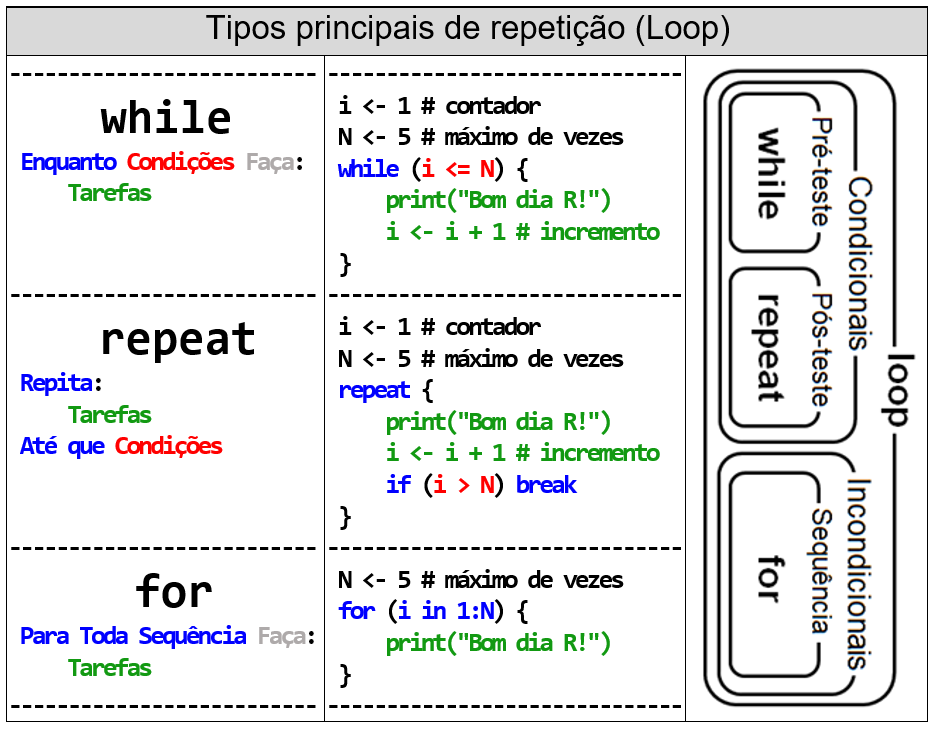 Tipos principais de repetição (Loop)
while
Enquanto Condições Faça:
Tarefas
i <- 1 # contador
N <- 5 # máximo de vezes
while (i <= N) {
print("Bom dia R!")
i <- i + 1 # incremento
}
repeat
Repita:
Tarefas
Até que Condições
i <- 1 # contador
N <- 5 # máximo de vezes
repeat {
print("Bom dia R!")
i <- i + 1 # incremento
if (i > N) break
}
for
Para Toda Sequência Faça:
Tarefas
N <- 5 # máximo de vezes
for (i in 1:N) {
print("Bom dia R!")
}
loop
Condicionais
Pré-teste
while
Pós-teste
repeat
Incondicionais
Sequência
for